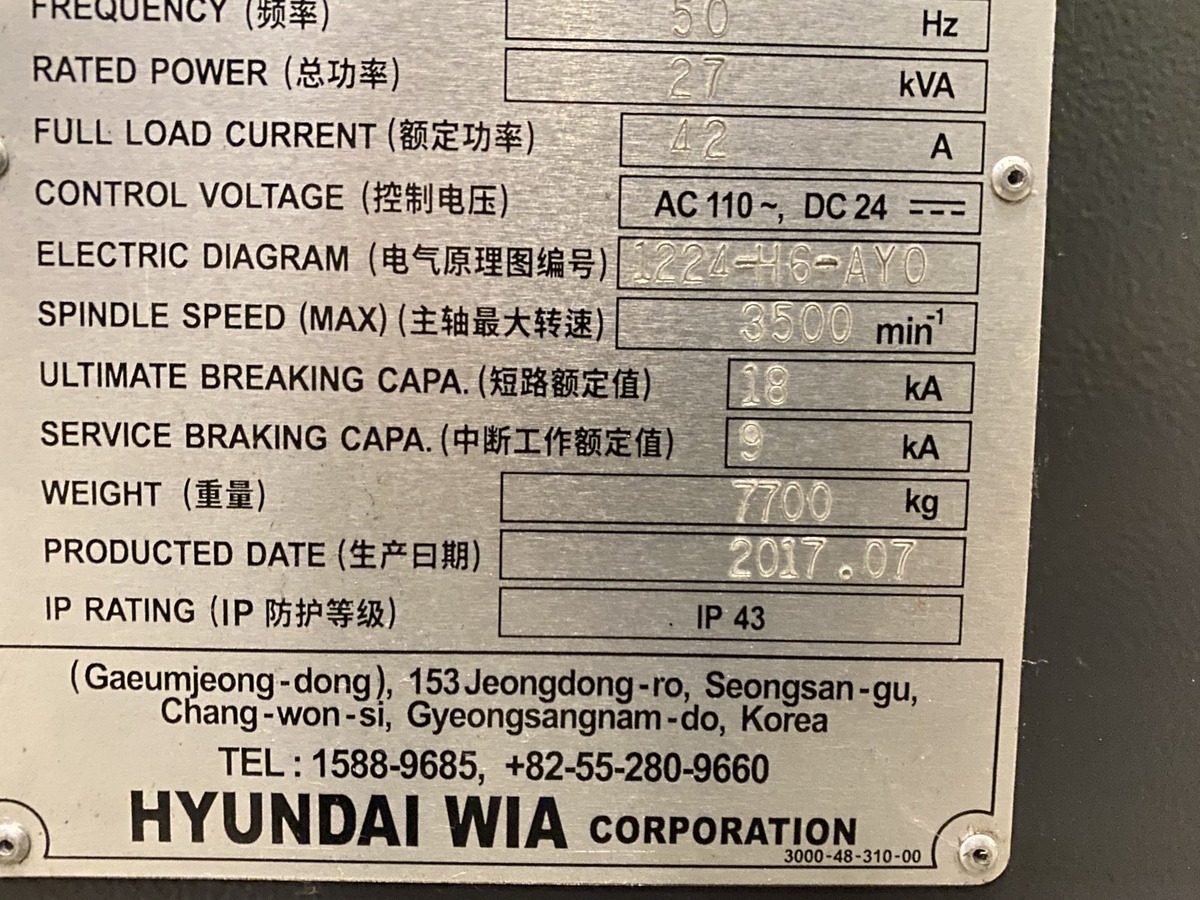 FREQUENCY (频率) 50 Hz
RATED POWER (总功率) 27 kVA
FULL LOAD CURRENT (额定功率) 42 A
CONTROL VOLTAGE (控制电压) AC 110 ~, DC 24
ELECTRIC DIAGRAM (电气原理图编号) 1224-H6-AY0
SPINDLE SPEED (MAX) (主轴最大转速) 3500 min-1
ULTIMATE BREAKING CAPA. (短路额定值) 18 kA
SERVICE BRAKING CAPA. (中断工作额定值) 9 kA
WEIGHT (重量) 7700 kg
PRODUCTED DATE (生产日期) 2017.07
IP RATING (IP 防护等级) IP 43
(Gaeumjeong-dong), 153 Jeongdong-ro, Seongsan-gu,
Chang-won-si, Gyeongsangnam-do, Korea
TEL : 1588-9685, +82-55-280-9660
HYUNDAI WIA CORPORATION
3000-48-310-00